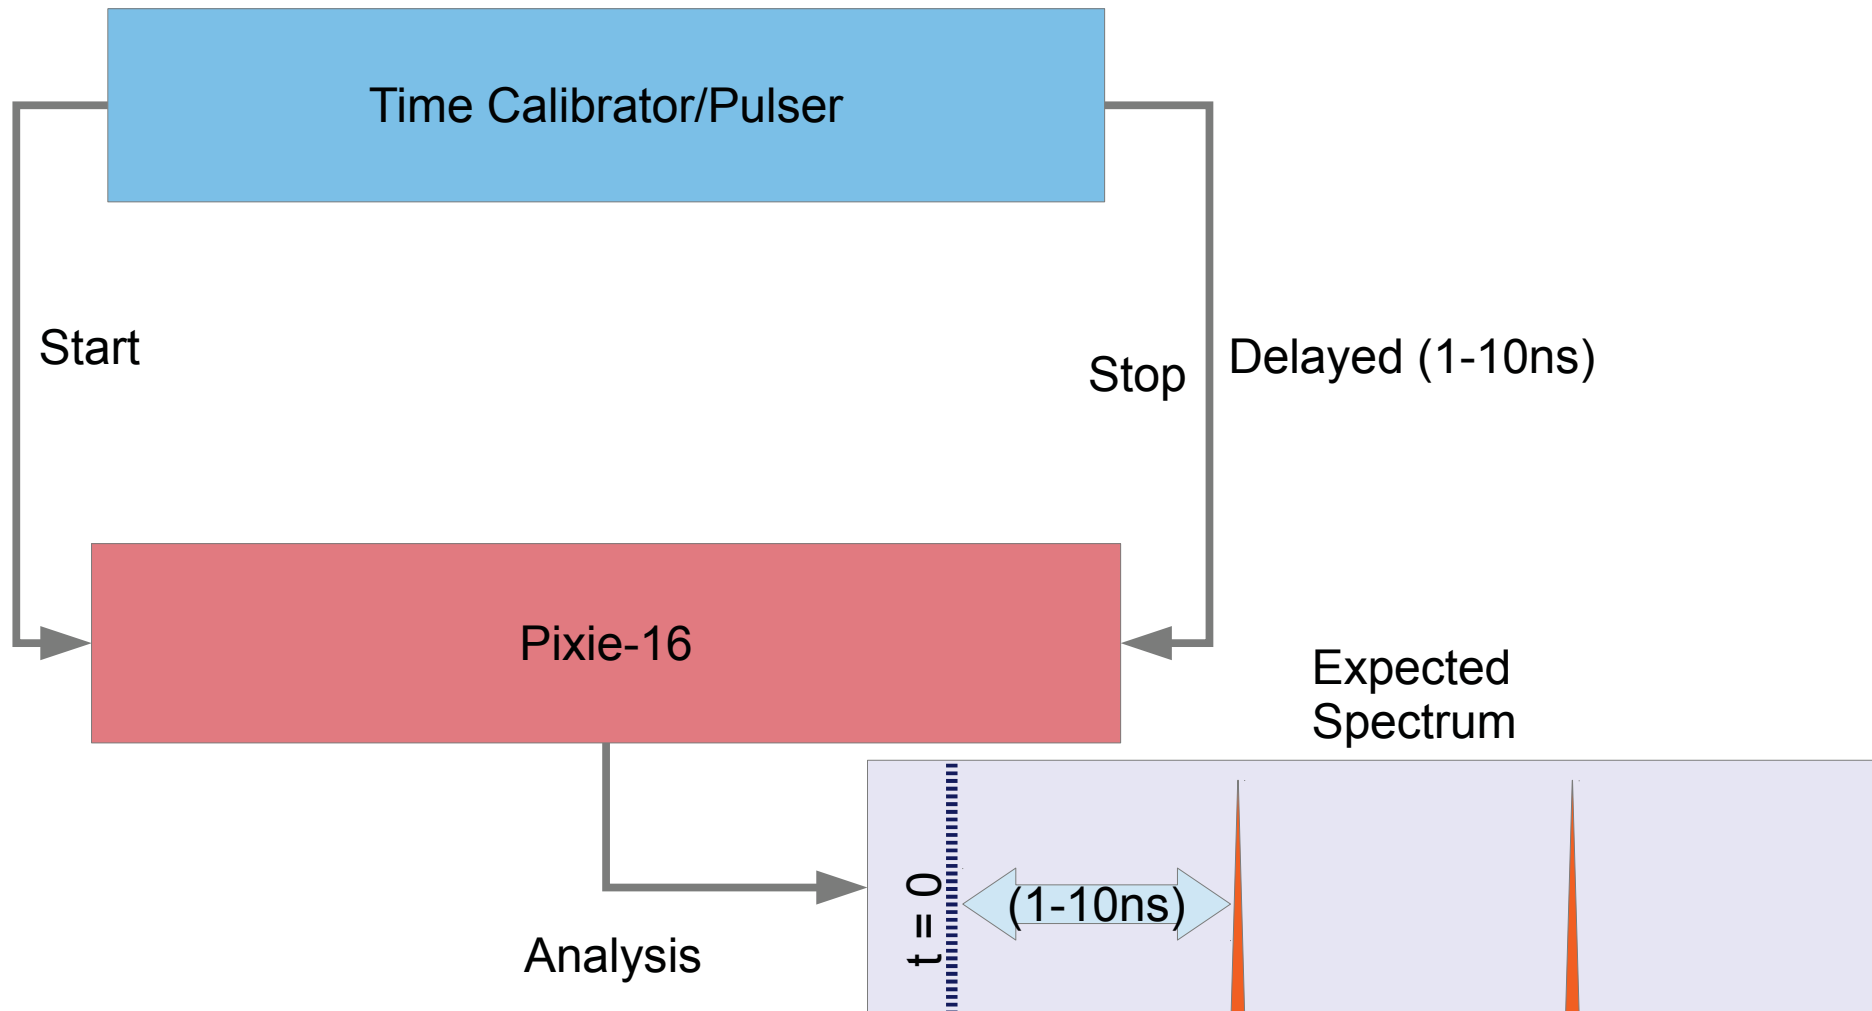 Time Calibrator/Pulser
Start
Stop
Delayed (1-10ns)
Pixie-16
Expected
Spectrum
t = 0
(1-10ns)
Analysis